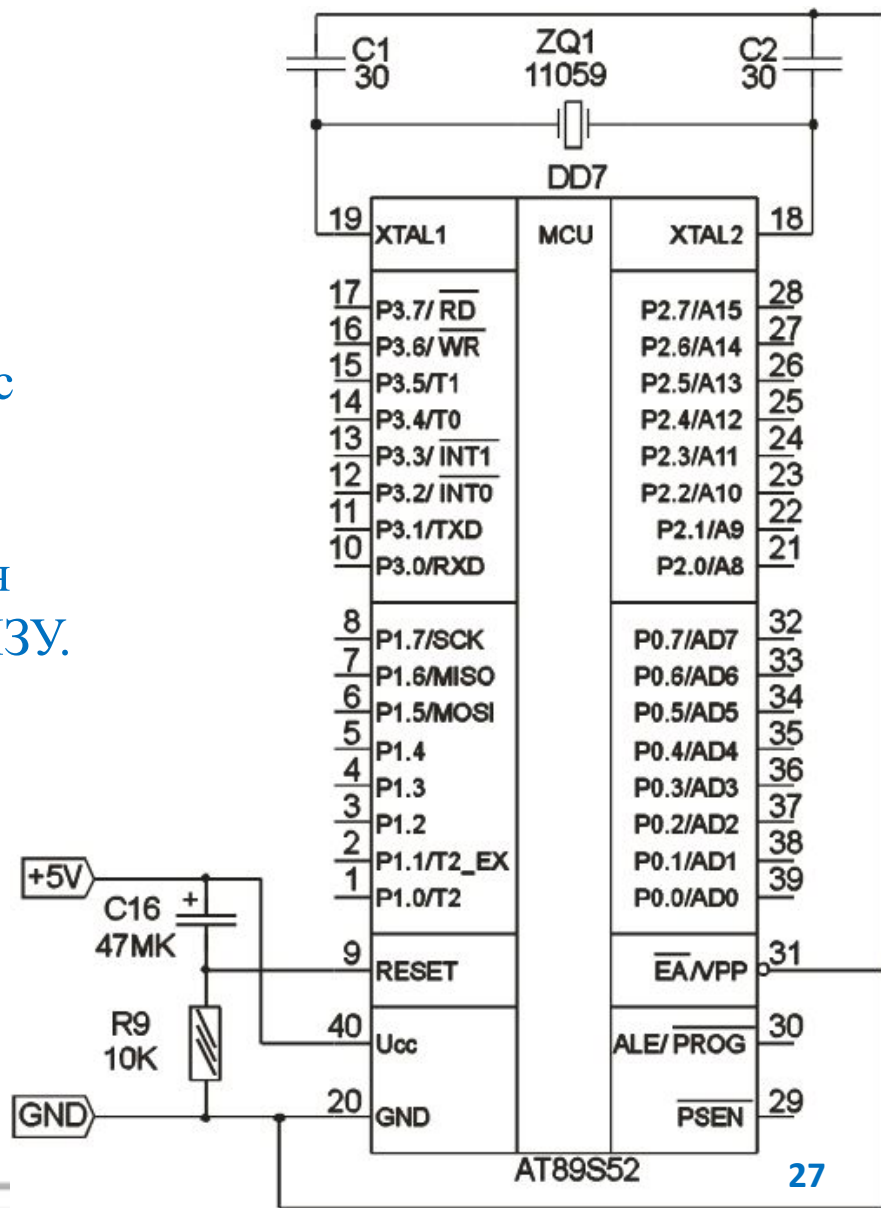 C1 ZQ1 C2
30 11059 30
DD7
19 XTAL1 MCU XTAL2 18
17 P3.7/ RD P2.7/A15 28
16 P3.6/ WR P2.6/A14 27
15 P3.5/T1 P2.5/A13 26
с
14 P3.4/T0 P2.4/A12 25
13 P3.3/ INT1 P2.3/A11 24
12 P3.2/ INT0 P2.2/A10 23
11 P3.1/TXD P2.1/A9 22
10 P3.0/RXD P2.0/A8 21
я
ПЗУ.
8 P1.7/SCK P0.7/AD7 32
7 P1.6/MISO P0.6/AD6 33
6 P1.5/MOSI P0.5/AD5 34
5 P1.4 P0.4/AD4 35
4 P1.3 P0.3/AD3 36
3 P1.2 P0.2/AD2 37
2 P1.1/T2_EX P0.1/AD1 38
1 P1.0/T2 P0.0/AD0 39
+5V
C16 +
47МК
9 RESET EA/VPP 31
R9
10K
40 Ucc ALE/ PROG 30
GND 20 GND PSEN 29
AT89S52
27